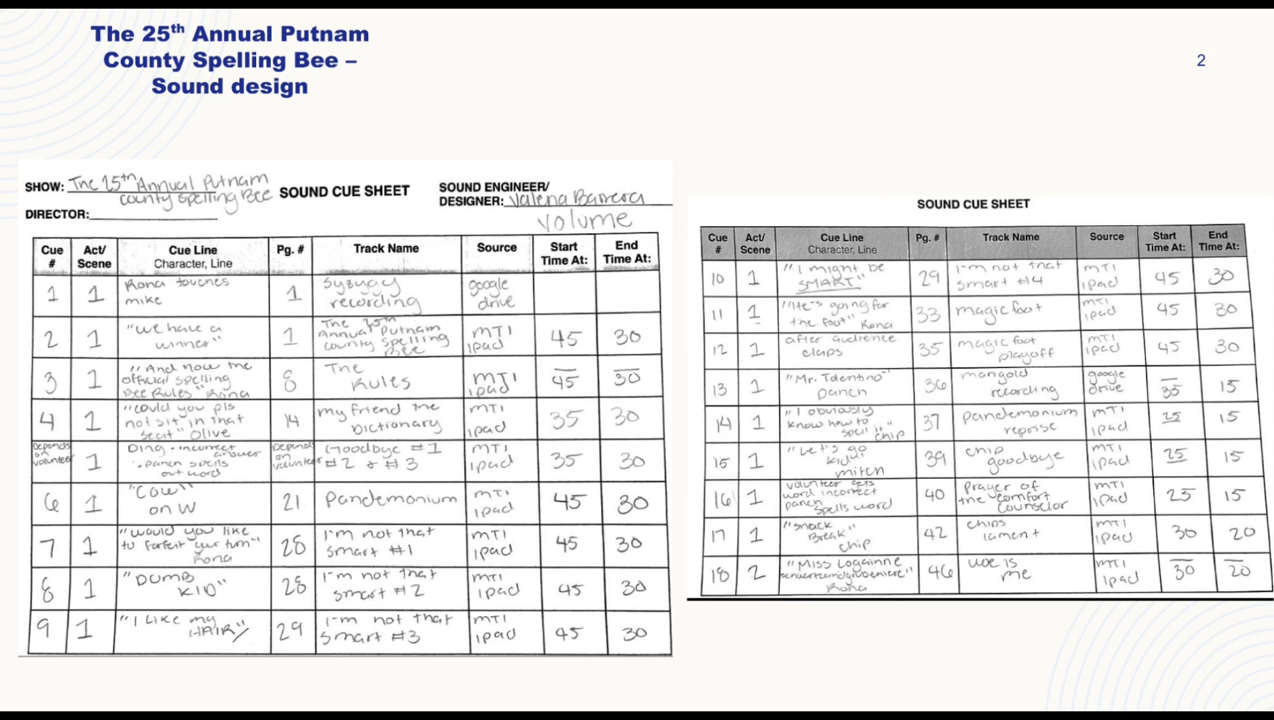 The 25th Annual Putnam
County Spelling Bee –
Sound design
2
SHOW: The 25th Annual Putnam
county Spelling Bee
SOUND CUE SHEET
SOUND ENGINEER/
DESIGNER: Valena Barrera
DIRECTOR:
Volume
Cue # Act/ Scene Cue Line Character, Line Pg. # Track Name Source Start Time At: End Time At:
1 1 Rona touches mike 1 Syzygy recording google drive
2 1 "we have a winner" 1 The 25th Annual Putnam county Spelling Bee MTI ipad 45 30
3 1 "And now the official spelling Bee Rules" Rona 8 The Rules MTI ipad 45 30
4 1 "could you pls not sit in that seat" Olive 14 my friend the dictionary MTI ipad 35 30
Depends on volunteer 1 Ding - incorrect answer - panch spells out word Depends on volunteer Goodbye #1 #2 & #3 MTI ipad 35 30
6 1 "Cow" on W 21 Pandemonium MTI ipad 45 30
7 1 "would you like to forfeit your turn" Rona 28 I'm not that smart #1 MTI ipad 45 30
8 1 "DUMB KID" 28 I'm not that smart #2 MTI ipad 45 30
9 1 "I Like my HAIR" 29 I'm not that smart #3 MTI ipad 45 30
SOUND CUE SHEET
Cue # Act/ Scene Cue Line Character, Line Pg. # Track Name Source Start Time At: End Time At:
10 1 "I might be SMART" 29 I'm not that smart #4 MTI ipad 45 30
11 1 "He's going for the foot" Rona 33 magic foot MTI ipad 45 30
12 1 after audience claps 35 magic foot playoff MTI ipad 45 30
13 1 "Mr. Tolentino" panch 36 marigold recording google drive 35 15
14 1 "I obviously know how to spell it" chip 37 pandemonium reprise MTI ipad 25 15
15 1 "Let's go kid" mitch 39 chip goodbye MTI ipad 25 15
16 1 volunteer gets word incorrect panch spells word 40 Prayer of the comfort counselor MTI ipad 25 15
17 1 "snack Break" chip 42 chips lament MTI ipad 30 20
18 2 "Miss Logainne" Rona 46 woe is me MTI ipad 30 20